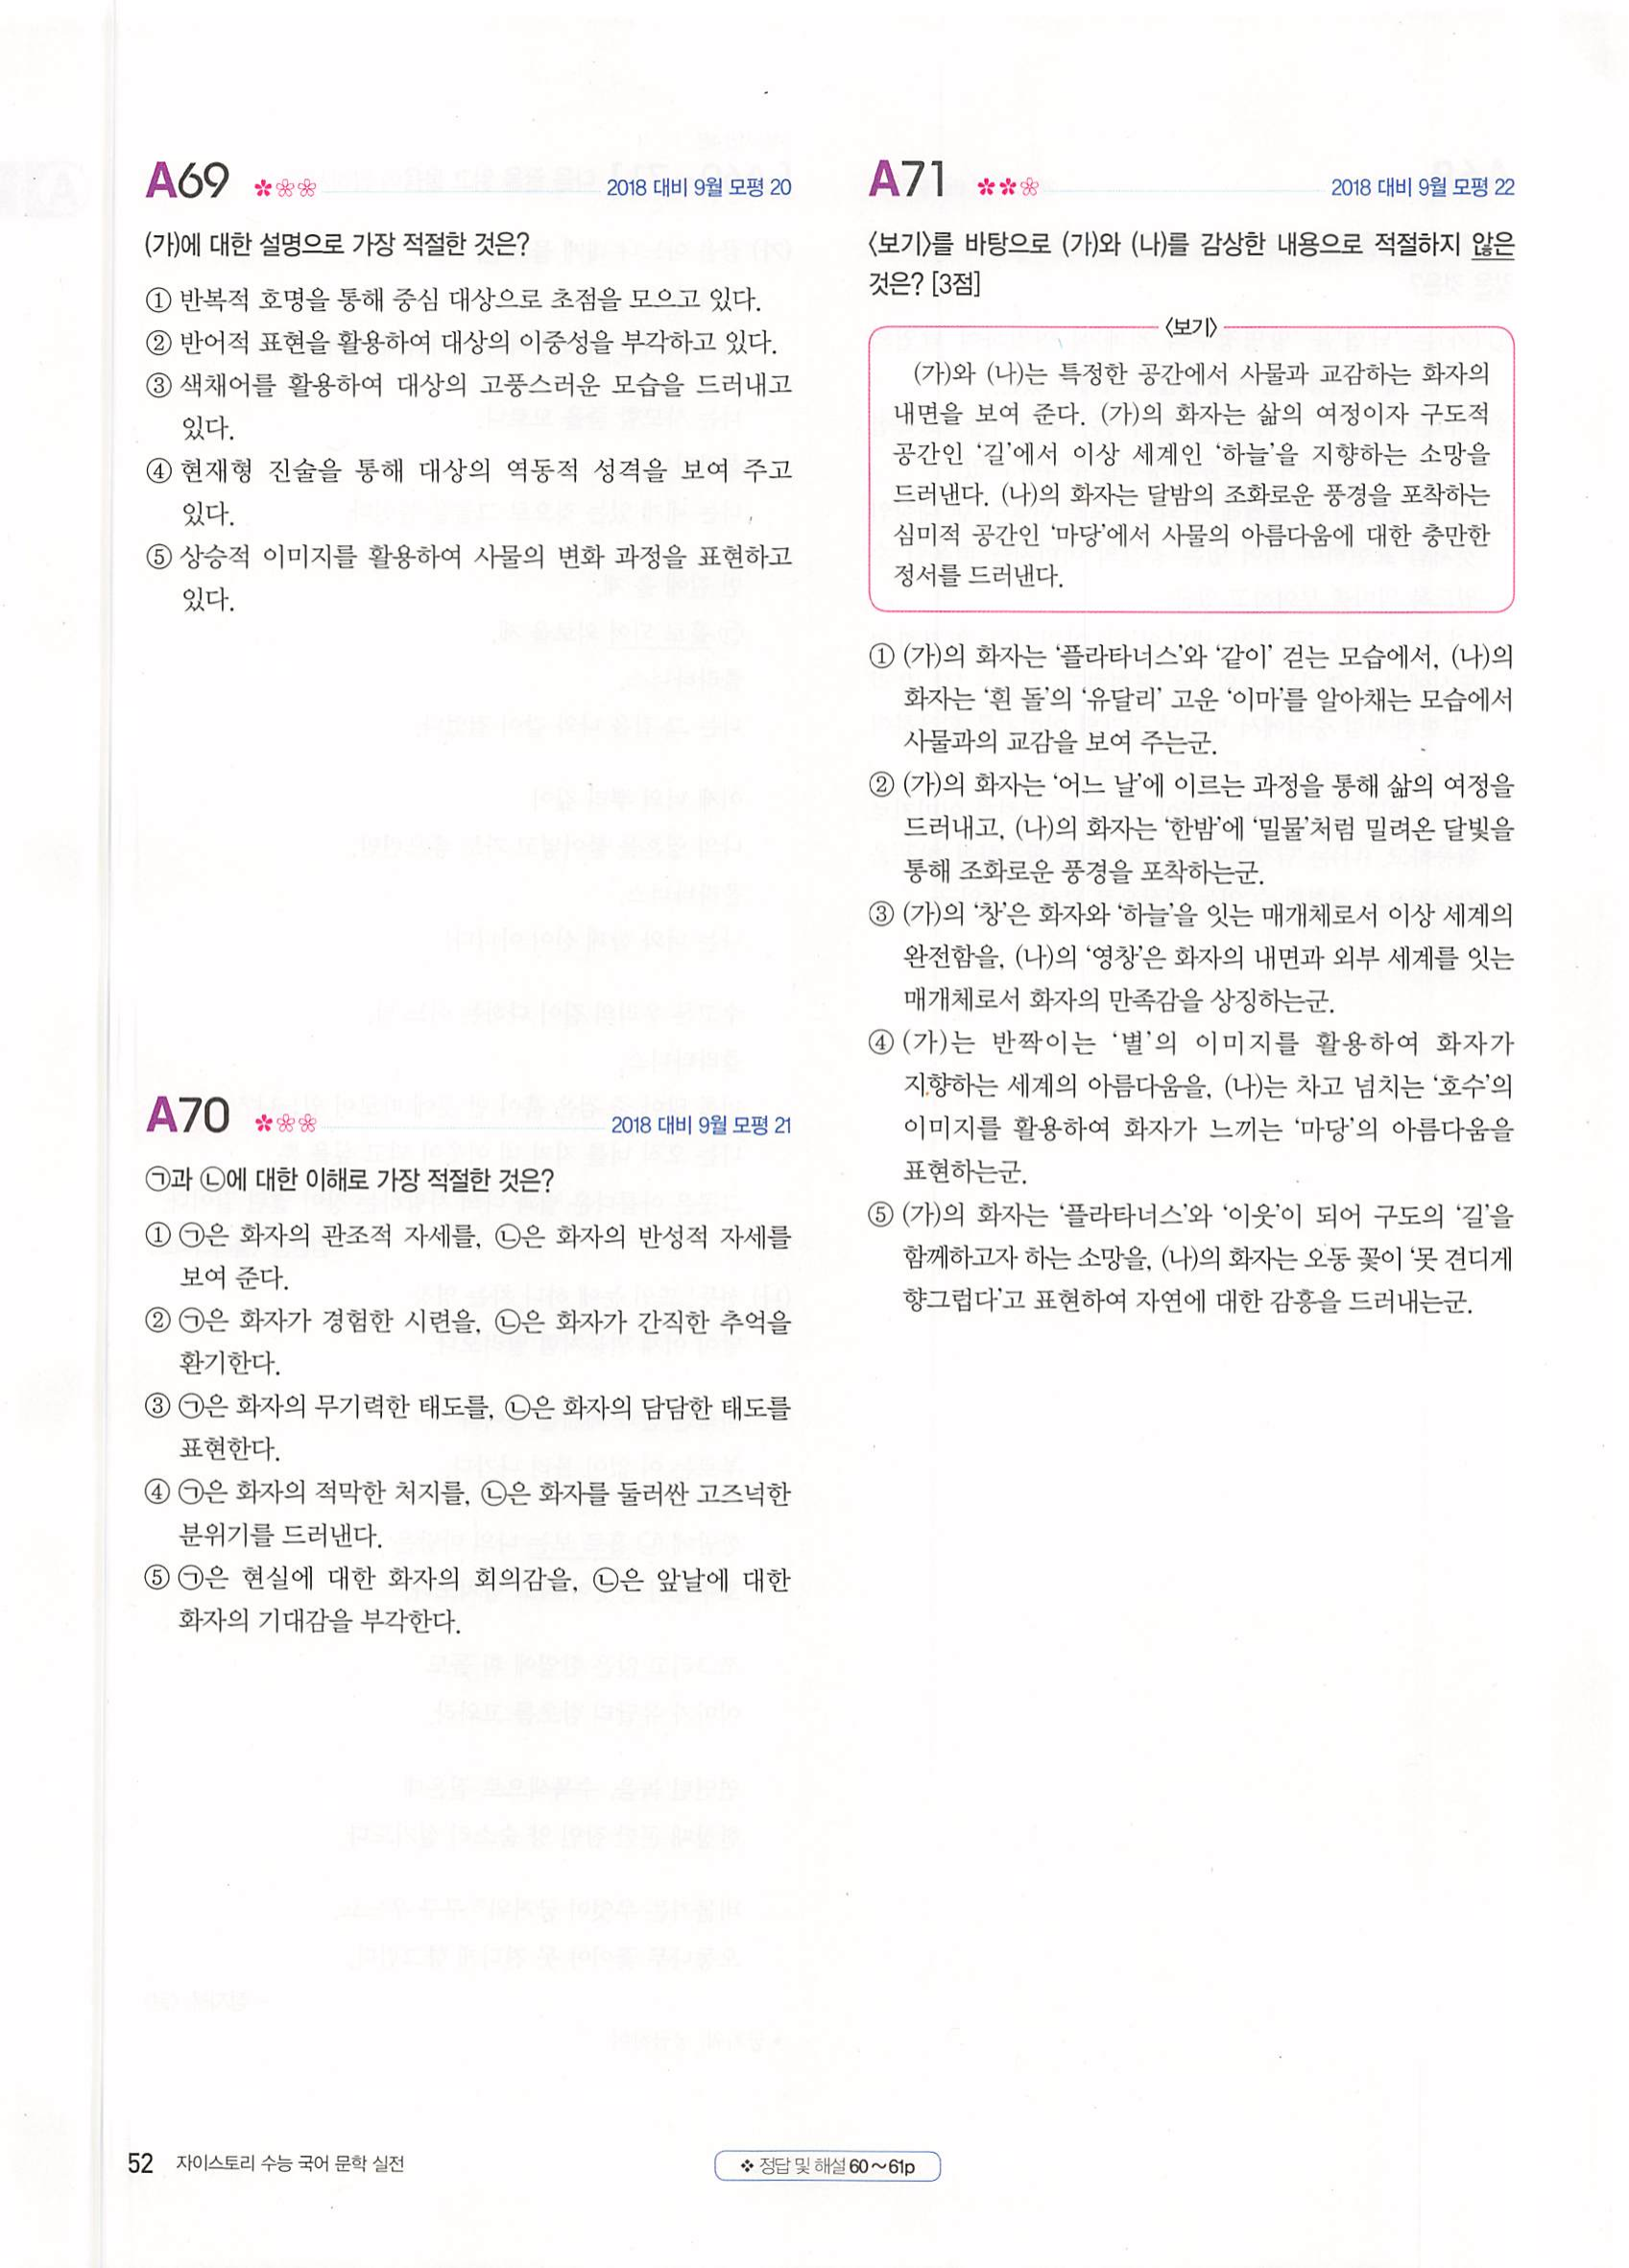 A69
2018 대비 9월 모평 20
(가)에 대한 설명으로 가장 적절한 것은?
① 반복적 호명을 통해 중심 대상으로 초점을 모으고 있다.
② 반어적 표현을 활용하여 대상의 이중성을 부각하고 있다.
③ 색채어를 활용하여 대상의 고풍스러운 모습을 드러내고
있다.
④ 현재형 진술을 통해 대상의 역동적 성격을 보여 주고
있다.
⑤ 상승적 이미지를 활용하여 사물의 변화 과정을 표현하고
있다.
A70
2018 대비 9월 모평 21
㉠과 ㉡에 대한 이해로 가장 적절한 것은?
① ㉠은 화자의 관조적 자세를, ㉡은 화자의 반성적 자세를
보여 준다.
② ㉠은 화자가 경험한 시련을, ㉡은 화자가 간직한 추억을
환기한다.
③ ㉠은 화자의 무기력한 태도를, ㉡은 화자의 담담한 태도를
표현한다.
④ ㉠은 화자의 적막한 처지를, ㉡은 화자를 둘러싼 고즈넉한
분위기를 드러낸다.
⑤ ㉠은 현실에 대한 화자의 회의감을, ㉡은 앞날에 대한
화자의 기대감을 부각한다.
A71
2018 대비 9월 모평 22
<보기>를 바탕으로 (가)와 (나)를 감상한 내용으로 적절하지 않은
것은? [3점]
<보기>
(가)와 (나)는 특정한 공간에서 사물과 교감하는 화자의
내면을 보여 준다. (가)의 화자는 삶의 여정이자 구도적
공간인 ‘길’에서 이상 세계인 ‘하늘’을 지향하는 소망을
드러낸다. (나)의 화자는 달밤의 조화로운 풍경을 포착하는
심미적 공간인 ‘마당’에서 사물의 아름다움에 대한 충만한
정서를 드러낸다.
① (가)의 화자는 ‘플라타너스’와 ‘같이’ 걷는 모습에서, (나)의
화자는 ‘흰 돌’의 ‘유달리’ 고운 ‘이마’를 알아채는 모습에서
사물과의 교감을 보여 주는군.
② (가)의 화자는 ‘어느 날’에 이르는 과정을 통해 삶의 여정을
드러내고, (나)의 화자는 ‘한밤’에 ‘밀물’처럼 밀려온 달빛을
통해 조화로운 풍경을 포착하는군.
③ (가)의 ‘창’은 화자와 ‘하늘’을 잇는 매개체로서 이상 세계의
완전함을, (나)의 ‘영창’은 화자의 내면과 외부 세계를 잇는
매개체로서 화자의 만족감을 상징하는군.
④ (가)는 반짝이는 ‘별’의 이미지를 활용하여 화자가
지향하는 세계의 아름다움을, (나)는 차고 넘치는 ‘호수’의
이미지를 활용하여 화자가 느끼는 ‘마당’의 아름다움을
표현하는군.
⑤ (가)의 화자는 ‘플라타너스’와 ‘이웃’이 되어 구도의 ‘길’을
함께하고자 하는 소망을, (나)의 화자는 오동 꽃이 ‘못 견디게
향그럽다’고 표현하여 자연에 대한 감흥을 드러내는군.
52 자이스토리 수능 국어 문학 실전
❖ 정답 및 해설 60~61p